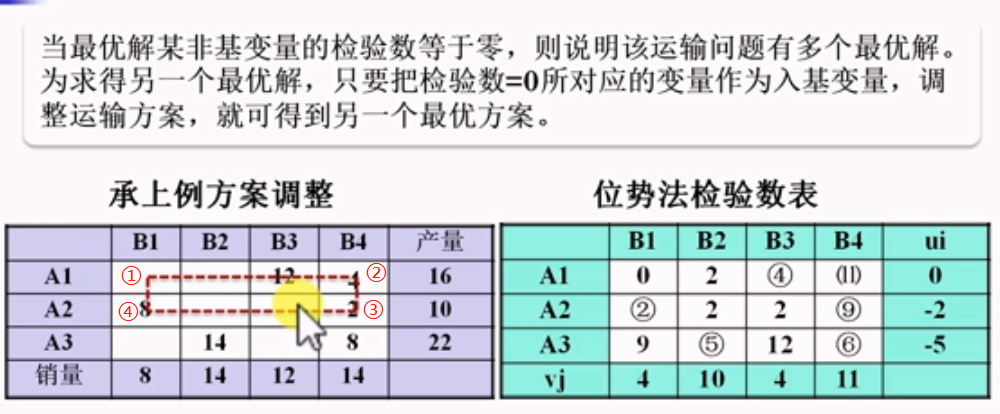 当最优解某非基变量的检验数等于零，则说明该运输问题有多个最优解。
为求得另一个最优解，只要把检验数=0所对应的变量作为入基变量，调
整运输方案，就可得到另一个最优方案。
承上例方案调整
B1 B2 B3 B4 产量
A1 ① 12 4 ② 16
A2 ④ 8 2 ③ 10
A3 14 8 22
销量 8 14 12 14
位势法检验数表
B1 B2 B3 B4 ui
A1 0 2 ④ ⑪ 0
A2 ② 2 2 ⑨ -2
A3 9 ⑤ 12 ⑥ -5
vj 4 10 4 11